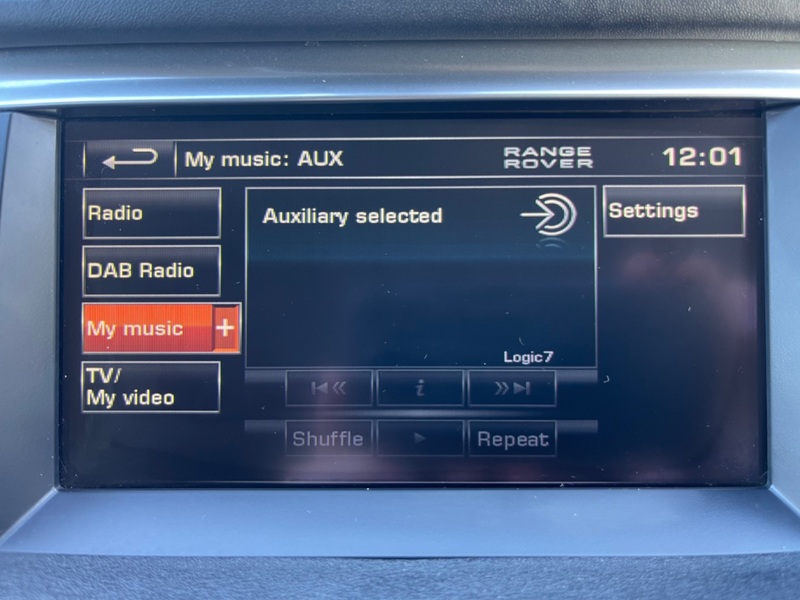 My music: AUX
RANGE
ROVER
12:01
Radio
Auxiliary selected
Settings
DAB Radio
My music +
TV/
My video
Logic7
i
Shuffle
Repeat